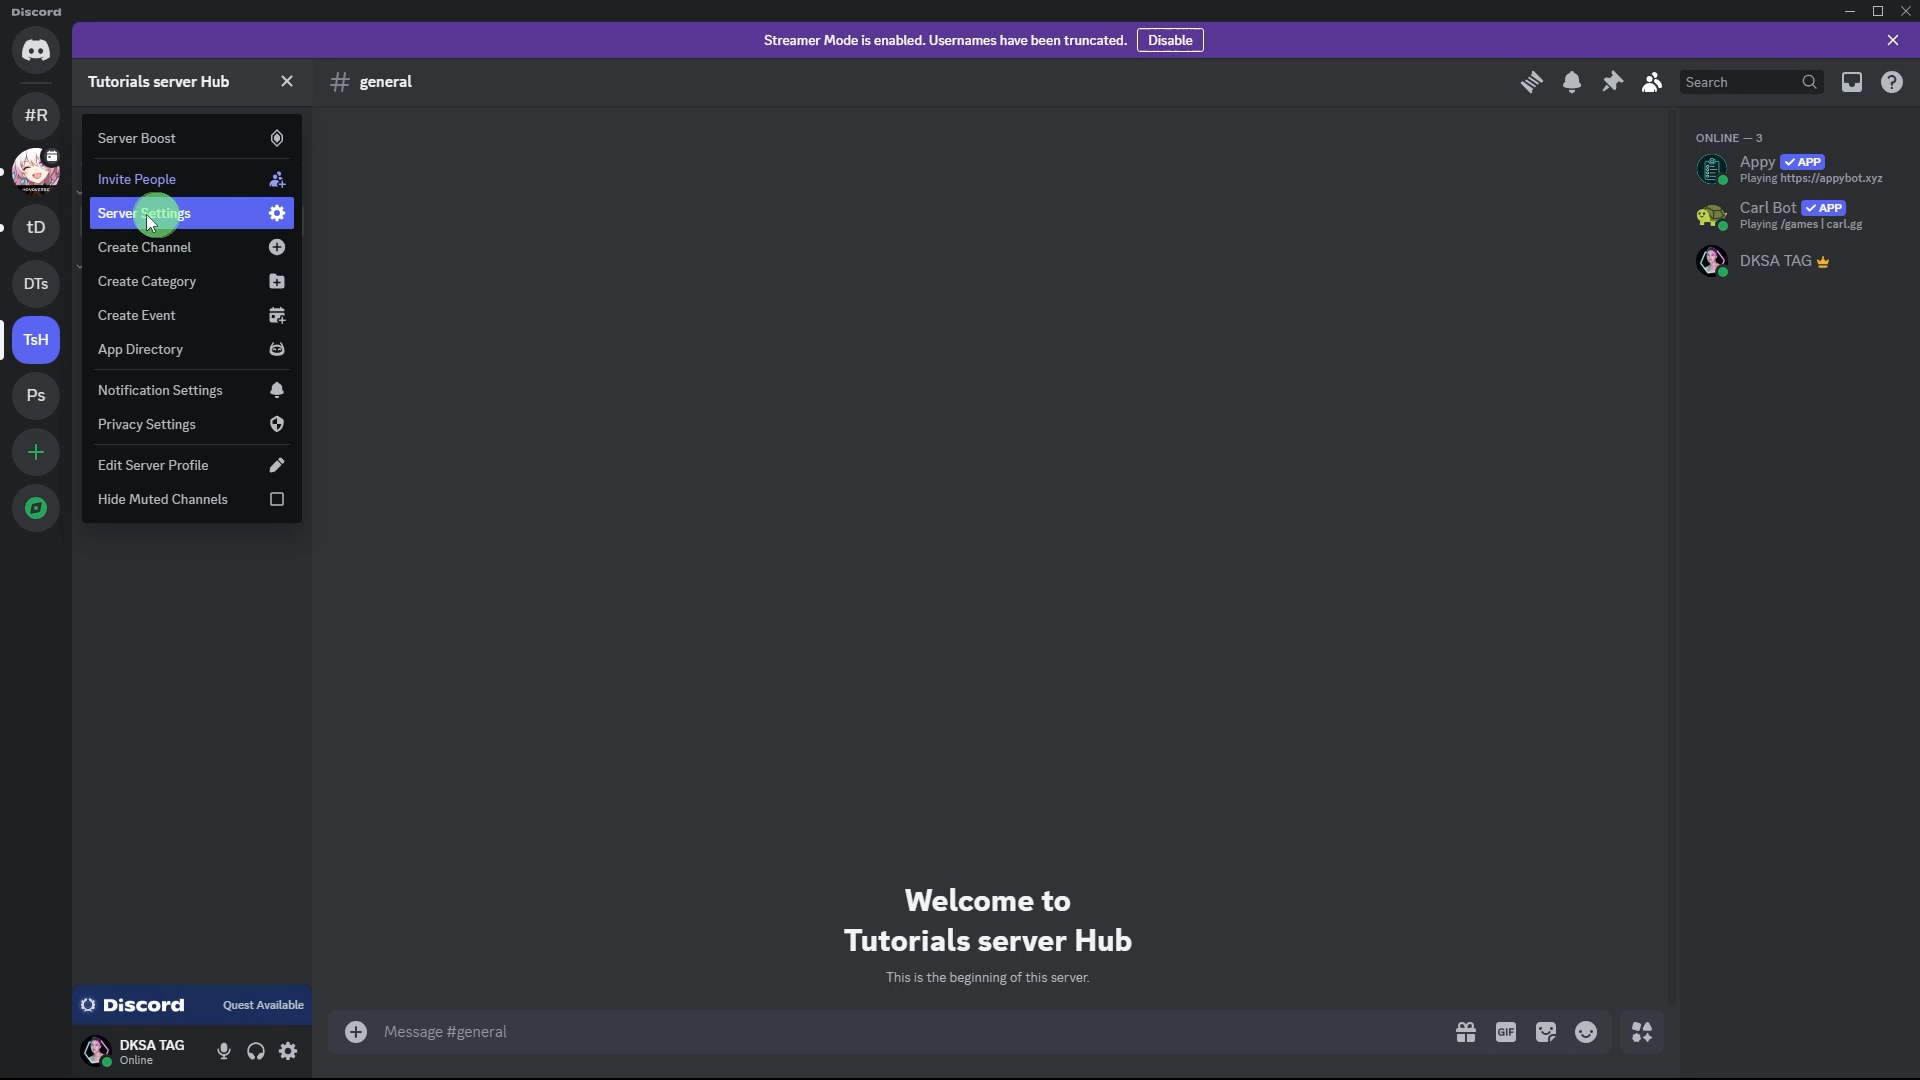 Discord
Streamer Mode is enabled. Usernames have been truncated.
Disable
Tutorials server Hub
general
Search
#R
HOYOVERSE
tD
DTs
TsH
Ps
Server Boost
Invite People
Server Settings
Create Channel
Create Category
Create Event
App Directory
Notification Settings
Privacy Settings
Edit Server Profile
Hide Muted Channels
ONLINE — 3
Appy ✓ APP
Playing https://appybot.xyz
Carl Bot ✓ APP
Playing /games | carl.gg
DKSA TAG
Welcome to
Tutorials server Hub
This is the beginning of this server.
Discord
Quest Available
DKSA TAG
Online
Message #general
GIF